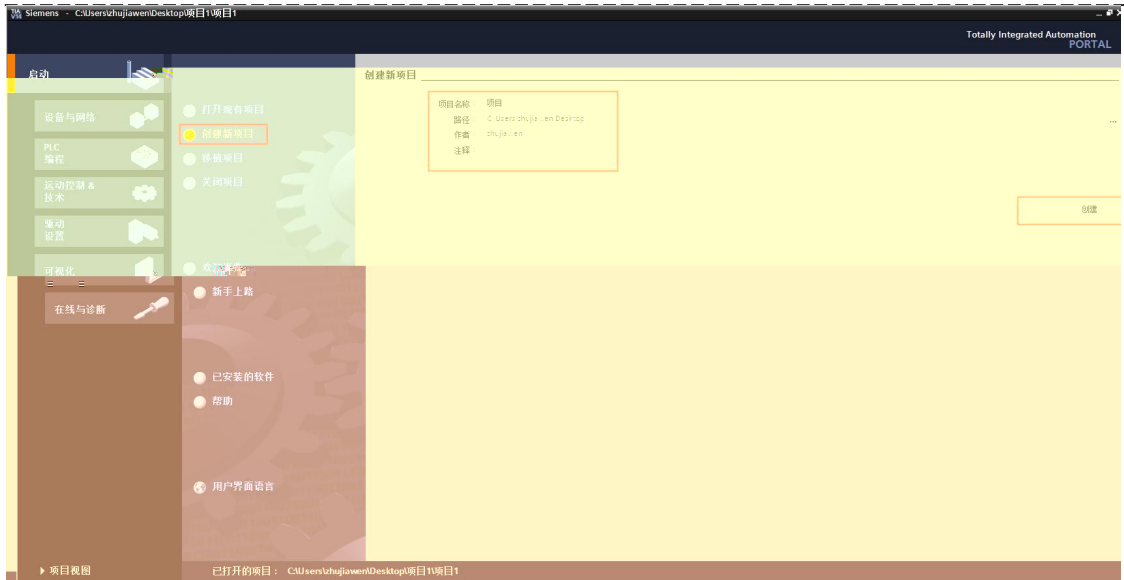 Siemens - C:\Users\zhujiawen\Desktop\项目1\项目1
Totally Integrated Automation
PORTAL
启动
设备与网络
PLC
编程
运动控制 &
技术
驱动
设置
可视化
在线与诊断
打开现有项目
创建新项目
移植项目
关闭项目
新手上路
已安装的软件
帮助
用户界面语言
创建新项目
项目名称 项目
路径 C Users Desktop
作者
注释
...
创建
项目视图
已打开的项目： C:\Users\zhujiawen\Desktop\项目1\项目1